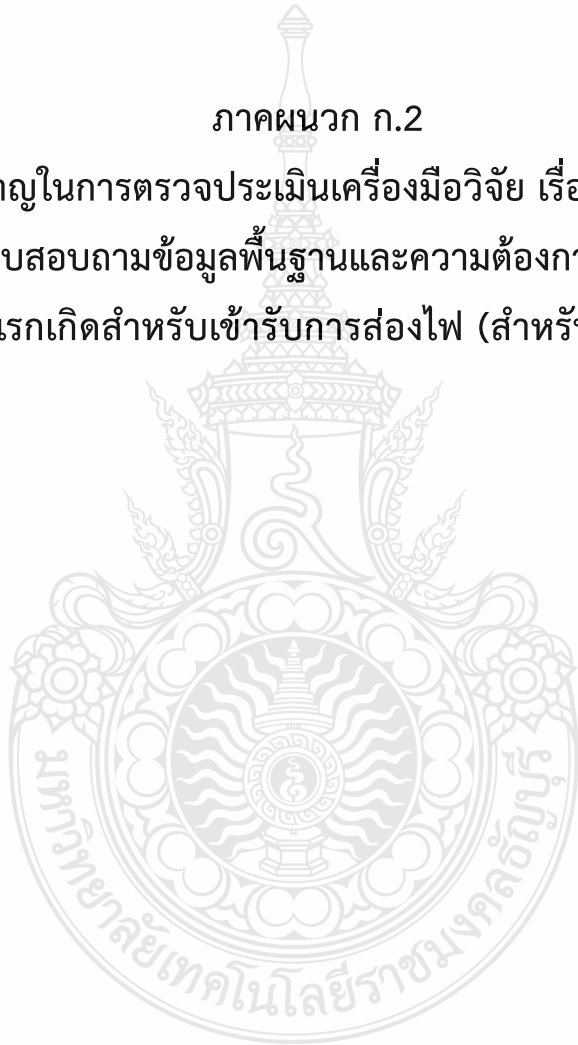 ภาคผนวก ก.2
าญในการตรวจประเมินเครื่องมือวิจัย เรื่อ
บสอบถามข้อมูลพื้นฐานและความต้องกา
แรกเกิดสำหรับเข้ารับการส่องไฟ (สำหรั
มหาวิทยาลัยเทคโนโลยีราชมงคลธัญบุรี